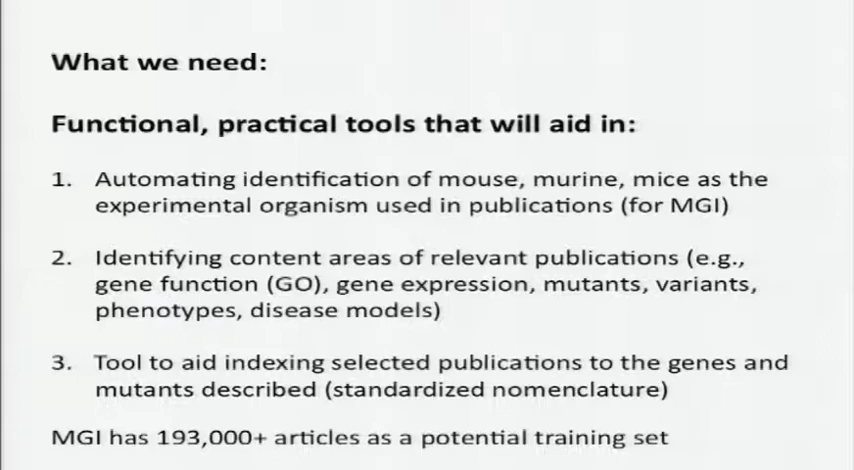 What we need:
Functional, practical tools that will aid in:
1. Automating identification of mouse, murine, mice as the
experimental organism used in publications (for MGI)
2. Identifying content areas of relevant publications (e.g.,
gene function (GO), gene expression, mutants, variants,
phenotypes, disease models)
3. Tool to aid indexing selected publications to the genes and
mutants described (standardized nomenclature)
MGI has 193,000+ articles as a potential training set